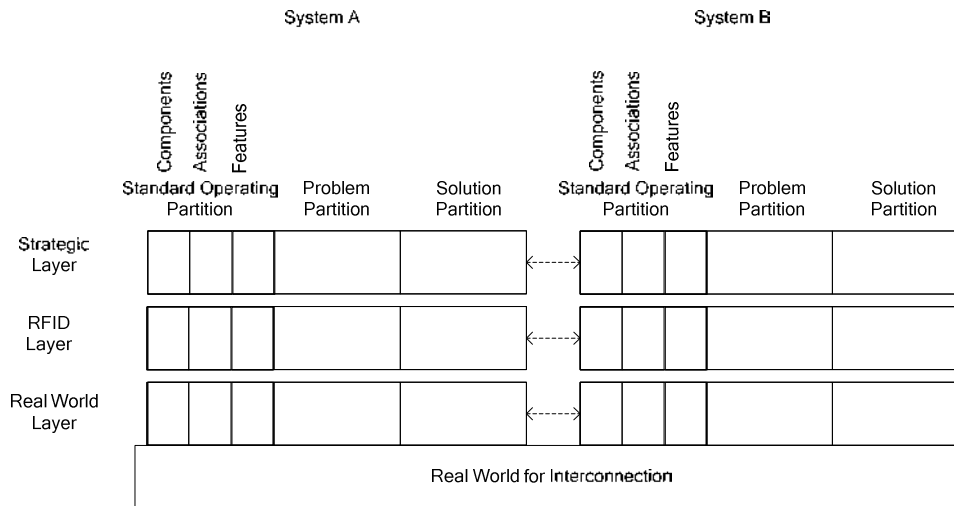 System A
System B
Components
Associations
Features
Components
Associations
Features
Standard Operating
Partition
Problem
Partition
Solution
Partition
Standard Operating
Partition
Problem
Partition
Solution
Partition
Strategic
Layer
RFID
Layer
Real World
Layer
Real World for Interconnection